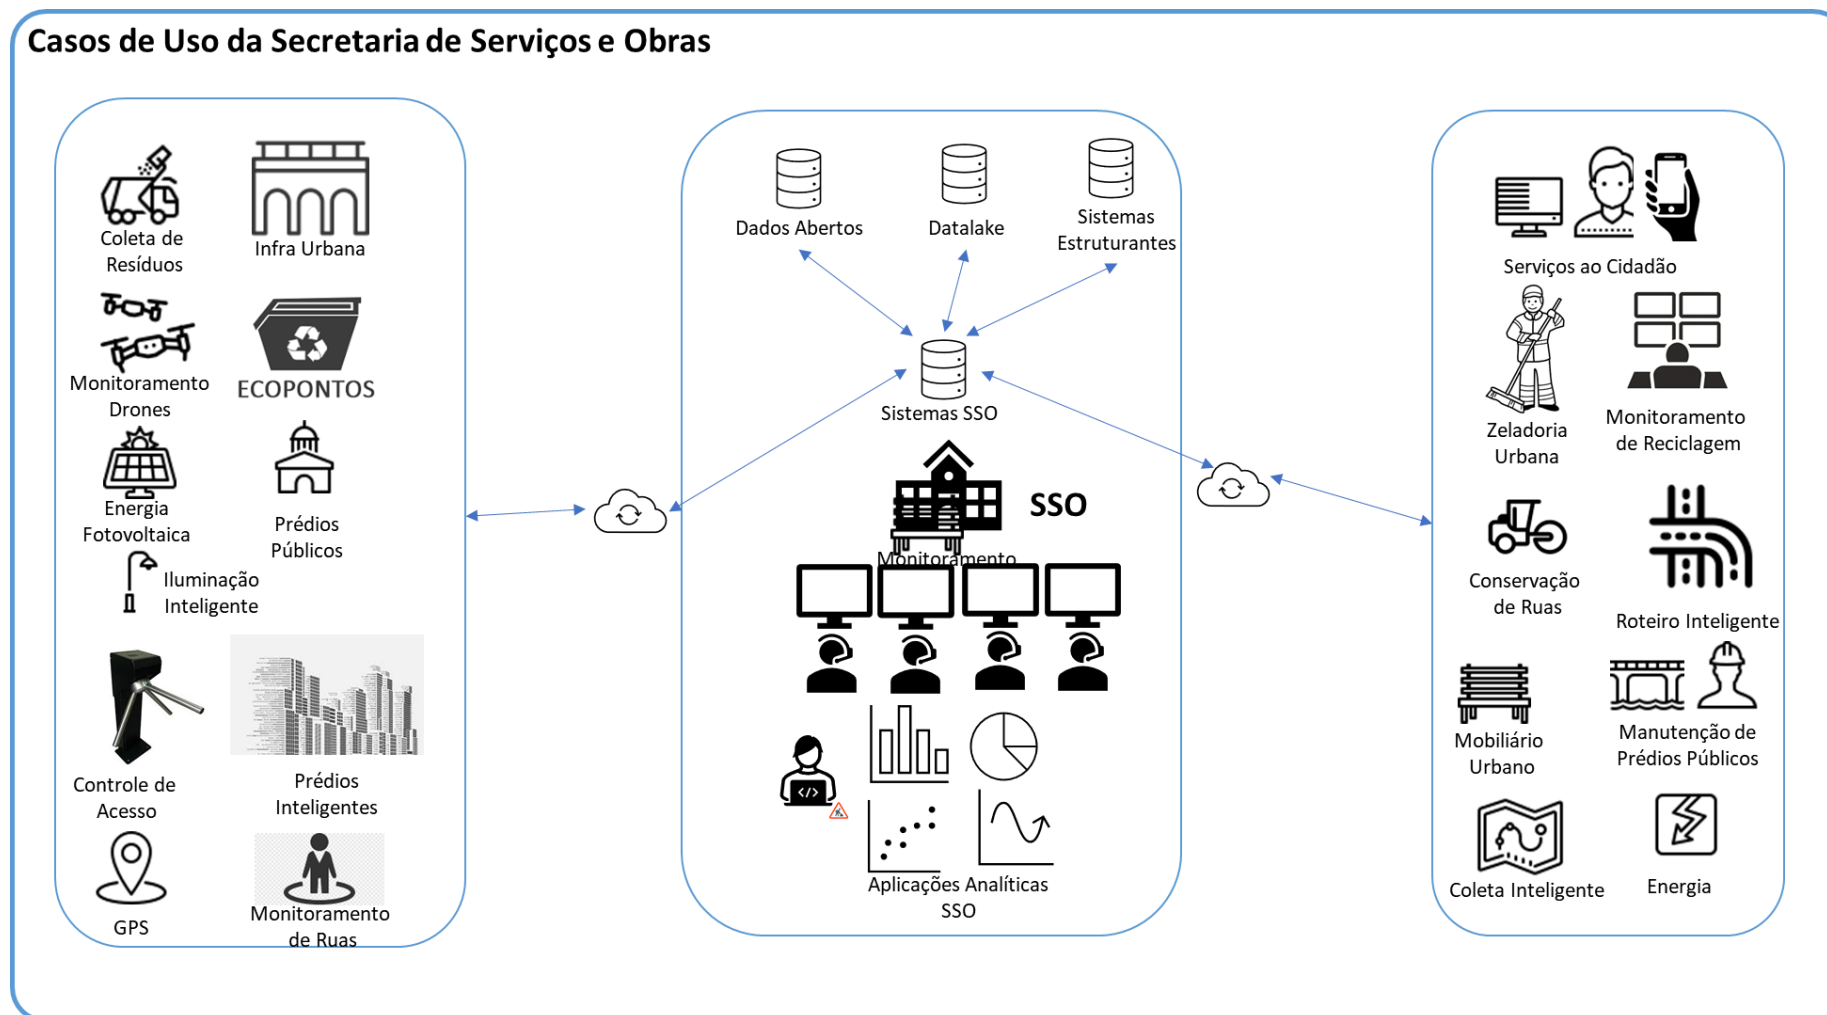 Casos de Uso da Secretaria de Serviços e Obras
Coleta de
Resíduos
Infra Urbana
Monitoramento
Drones
ECOPONTOS
Energia
Fotovoltaica
Prédios
Públicos
Iluminação
Inteligente
Controle de
Acesso
Prédios
Inteligentes
GPS
Monitoramento
de Ruas
Dados Abertos
Datalake
Sistemas
Estruturantes
Sistemas SSO
SSO
Monitoramento
</>
Aplicações Analíticas
SSO
Serviços ao Cidadão
Zeladoria
Urbana
Monitoramento
de Reciclagem
Conservação
de Ruas
Roteiro Inteligente
Mobiliário
Urbano
Manutenção de
Prédios Públicos
Coleta Inteligente
Energia